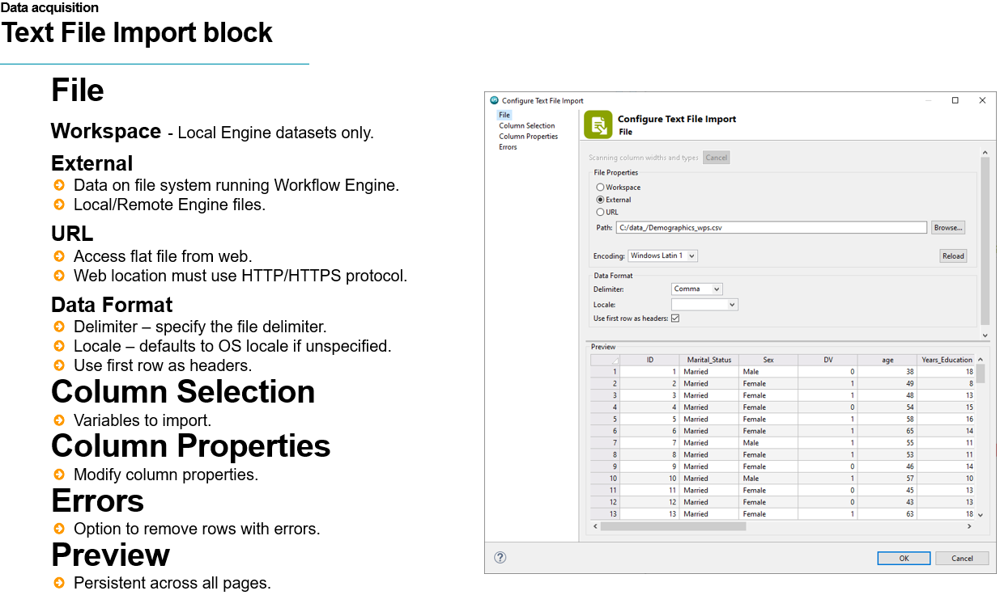 Data acquisition
Text File Import block
File
Workspace - Local Engine datasets only.
External
Data on file system running Workflow Engine.
Local/Remote Engine files.
URL
Access flat file from web.
Web location must use HTTP/HTTPS protocol.
Data Format
Delimiter – specify the file delimiter.
Locale – defaults to OS locale if unspecified.
Use first row as headers.
Column Selection
Variables to import.
Column Properties
Modify column properties.
Errors
Option to remove rows with errors.
Preview
Persistent across all pages.
Configure Text File Import
File
Column Selection
Column Properties
Errors
Configure Text File Import
File
Scanning column widths and types Cancel
File Properties
Workspace
External
URL
Path: C:/data_/Demographics_wps.csv Browse...
Encoding: Windows Latin 1 Reload
Data Format
Delimiter: Comma
Locale:
Use first row as headers:
Preview
ID Marital_Status Sex DV age Years_Education
1 1 Married Male 0 38 18
2 2 Married Female 1 49 8
3 3 Married Female 1 48 13
4 4 Married Female 0 54 15
5 5 Married Female 1 58 16
6 6 Married Female 1 65 14
7 7 Married Male 1 55 11
8 8 Married Female 1 53 11
9 9 Married Female 0 46 14
10 10 Married Male 1 57 10
11 11 Married Female 0 45 13
12 12 Married Female 0 43 13
13 13 Married Female 1 63 18
? OK Cancel